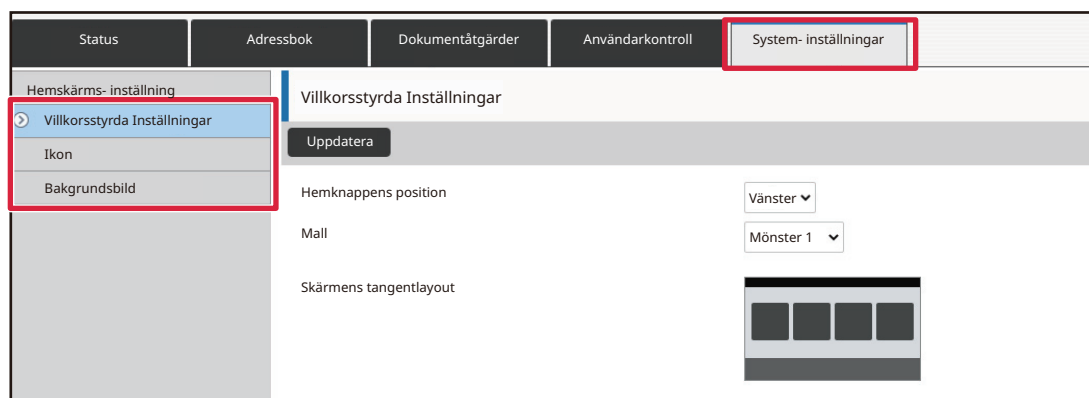 Status
Adressbok
Dokumentåtgärder
Användarkontroll
System- inställningar
Hemskärms- inställning
Villkorsstyrda Inställningar
Ikon
Bakgrundsbild
Villkorsstyrda Inställningar
Uppdatera
Hemknappens position
Vänster
Mall
Mönster 1
Skärmens tangentlayout